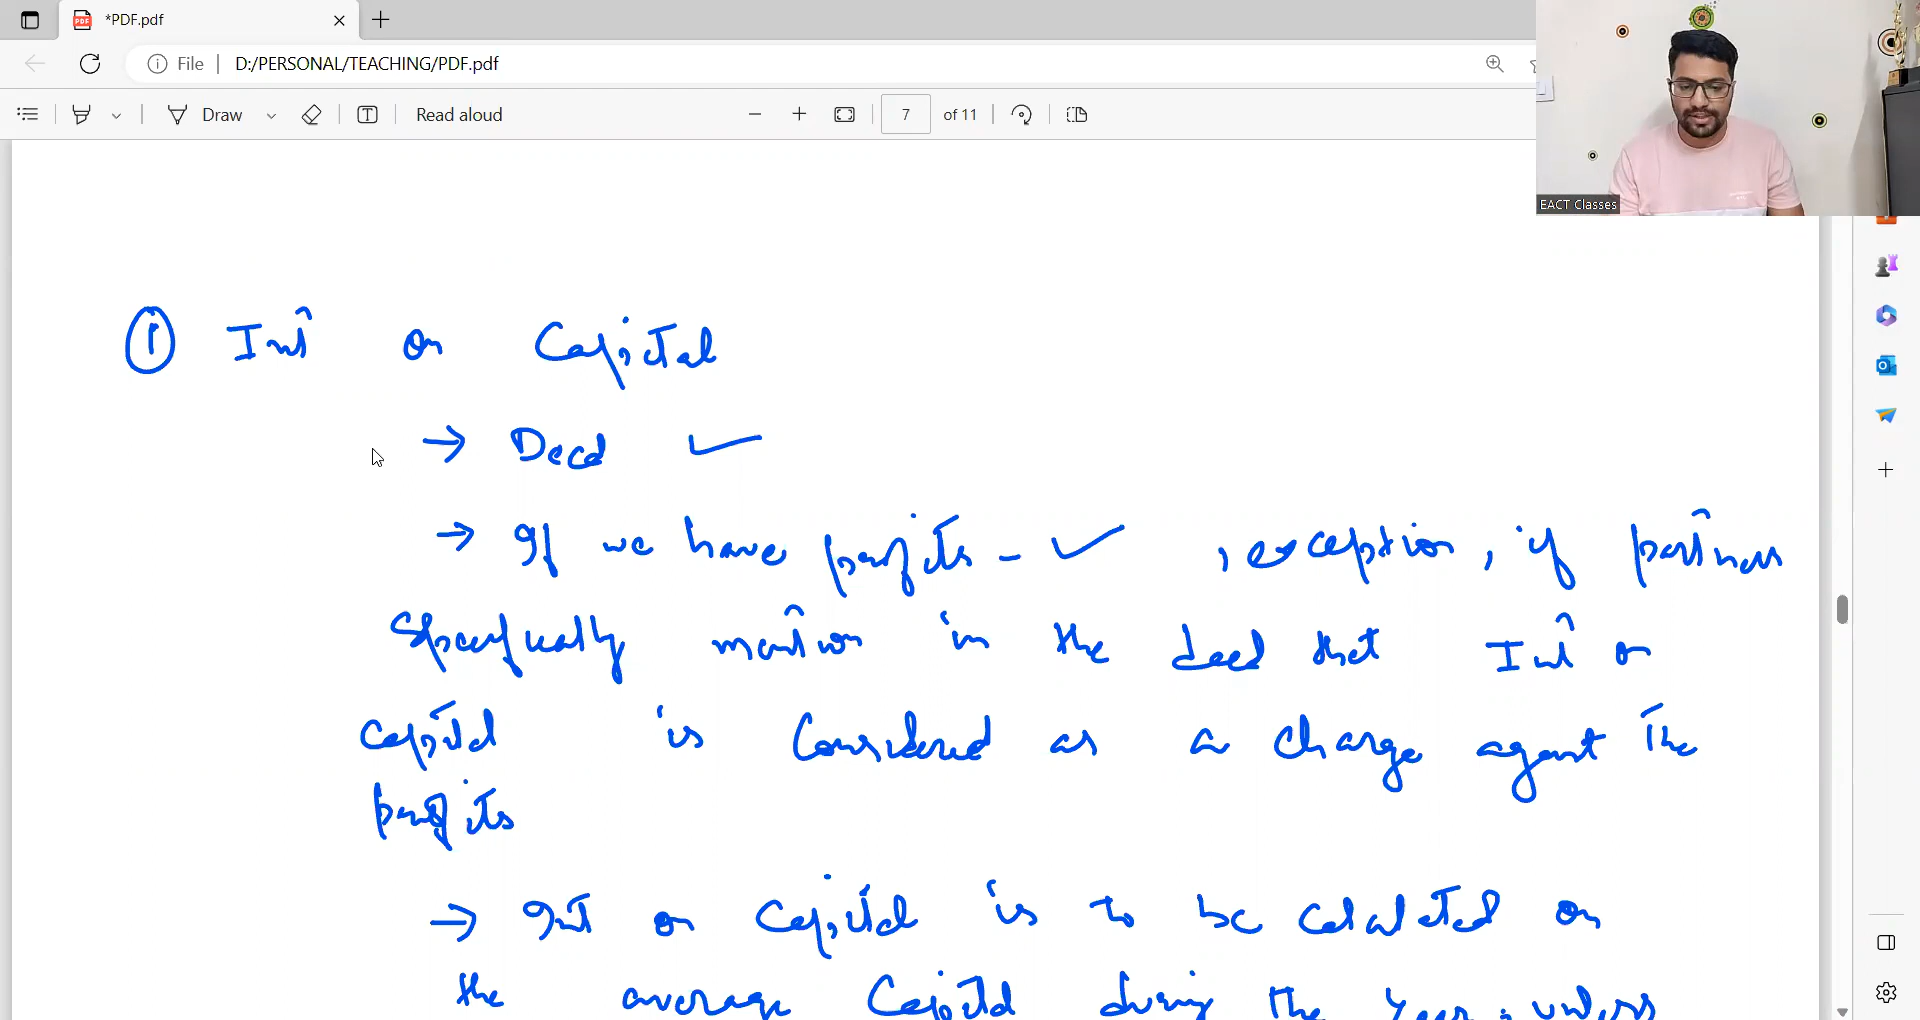 *PDF.pdf
File
D:/PERSONAL/TEACHING/PDF.pdf
Draw
Read aloud
7 of 11
EACT Classes
① Int on Capital
→ Deed ✓
→ If we have profits - ✓ , exception, if partners
Specifically mention in the deed that Int on
Capital is Considered as a charge against the
profits
→ Int on Capital is to be calculated on
the average Capital during the year, unless